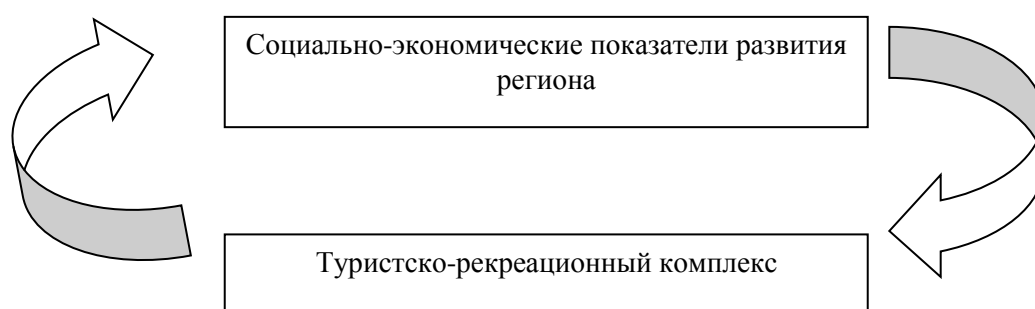 Социально-экономические показатели развития
региона
Туристско-рекреационный комплекс